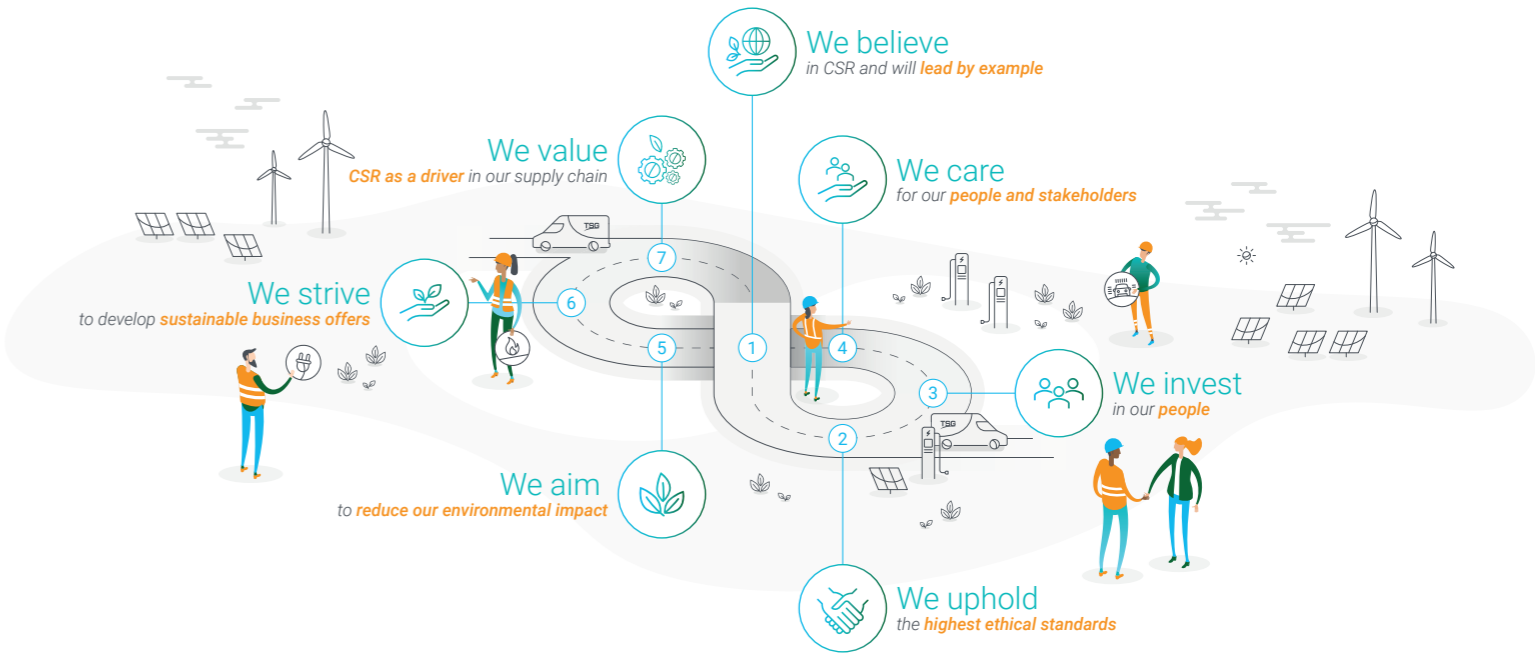 We believe
in CSR and will lead by example
We value
CSR as a driver in our supply chain
We care
for our people and stakeholders
TSG
7
We strive
to develop sustainable business offers
6
5
1
4
We invest
in our people
3
TSG
2
We aim
to reduce our environmental impact
We uphold
the highest ethical standards